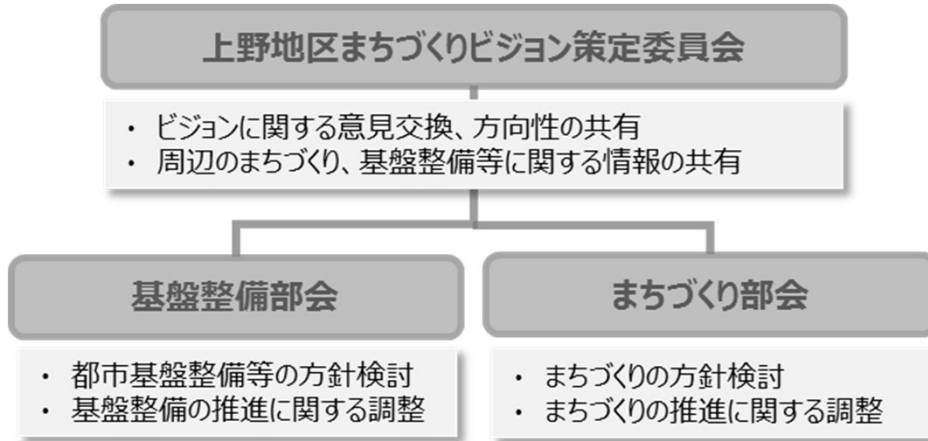 上野地区まちづくりビジョン策定委員会
・ ビジョンに関する意見交換、方向性の共有
・ 周辺のまちづくり、基盤整備等に関する情報の共有
基盤整備部会
・ 都市基盤整備等の方針検討
・ 基盤整備の推進に関する調整
まちづくり部会
・ まちづくりの方針検討
・ まちづくりの推進に関する調整